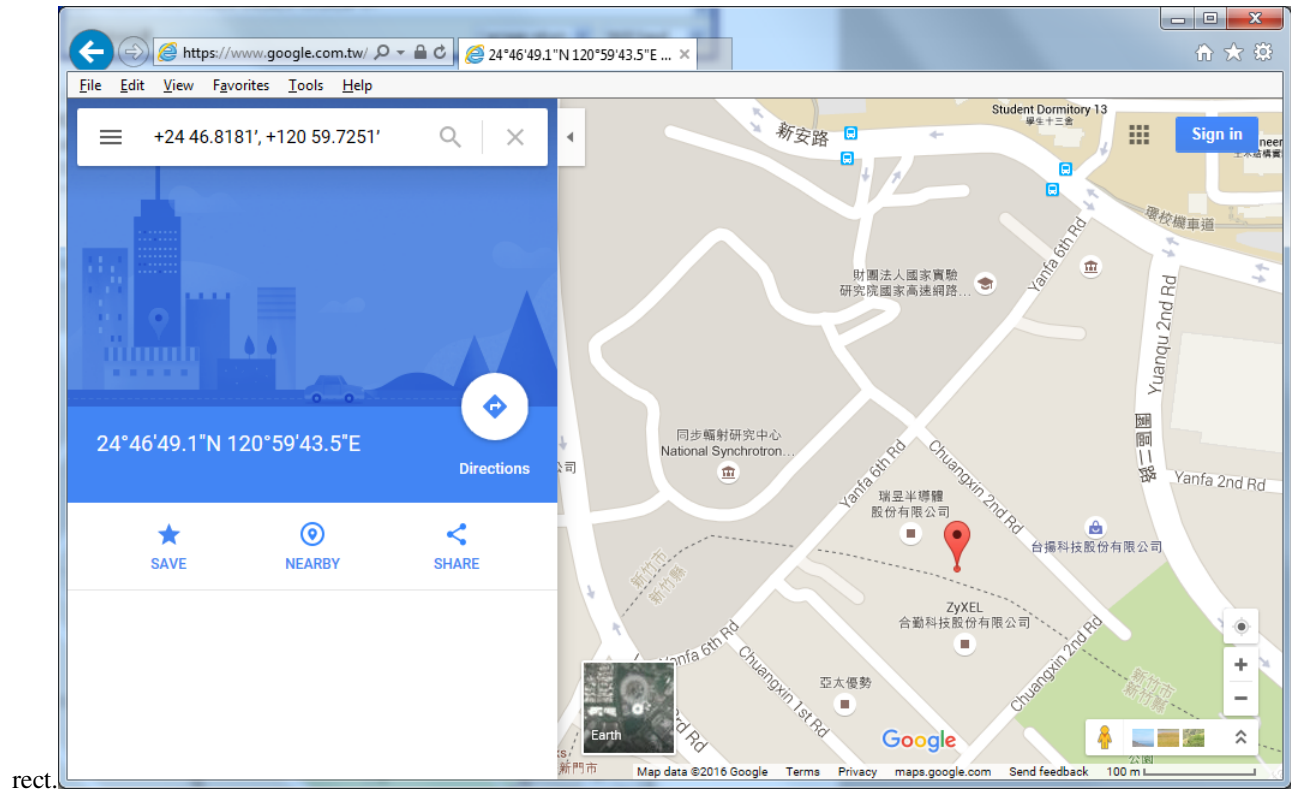 https://www.google.com.tw/
24°46'49.1"N 120°59'43.5"E ...
File Edit View Favorites Tools Help
+24 46.8181′, +120 59.7251′
24°46'49.1"N 120°59'43.5"E
Directions
SAVE NEARBY SHARE
Student Dormitory 13
學生十三舍
Sign in
新安路
環校機車道
Yanfa 6th Rd
財團法人國家實驗
研究院國家高速網路...
Yuanqu 2nd Rd
園區二路
同步輻射研究中心
National Synchrotron...
Yanfa 6th Rd
Chuangxin 2nd Rd
Yanfa 2nd Rd
公司
瑞昱半導體
股份有限公司
台揚科技股份有限公司
新竹市
新竹縣
ZyXEL
合勤科技股份有限公司
Yanfa 6th Rd
Chuangxin 1st Rd
Chuangxin 2nd Rd
亞太優勢
新竹市
新竹縣
Earth
3rd Rd
Google
公園
新門市
Map data ©2016 Google Terms Privacy maps.google.com Send feedback 100 m
rect.